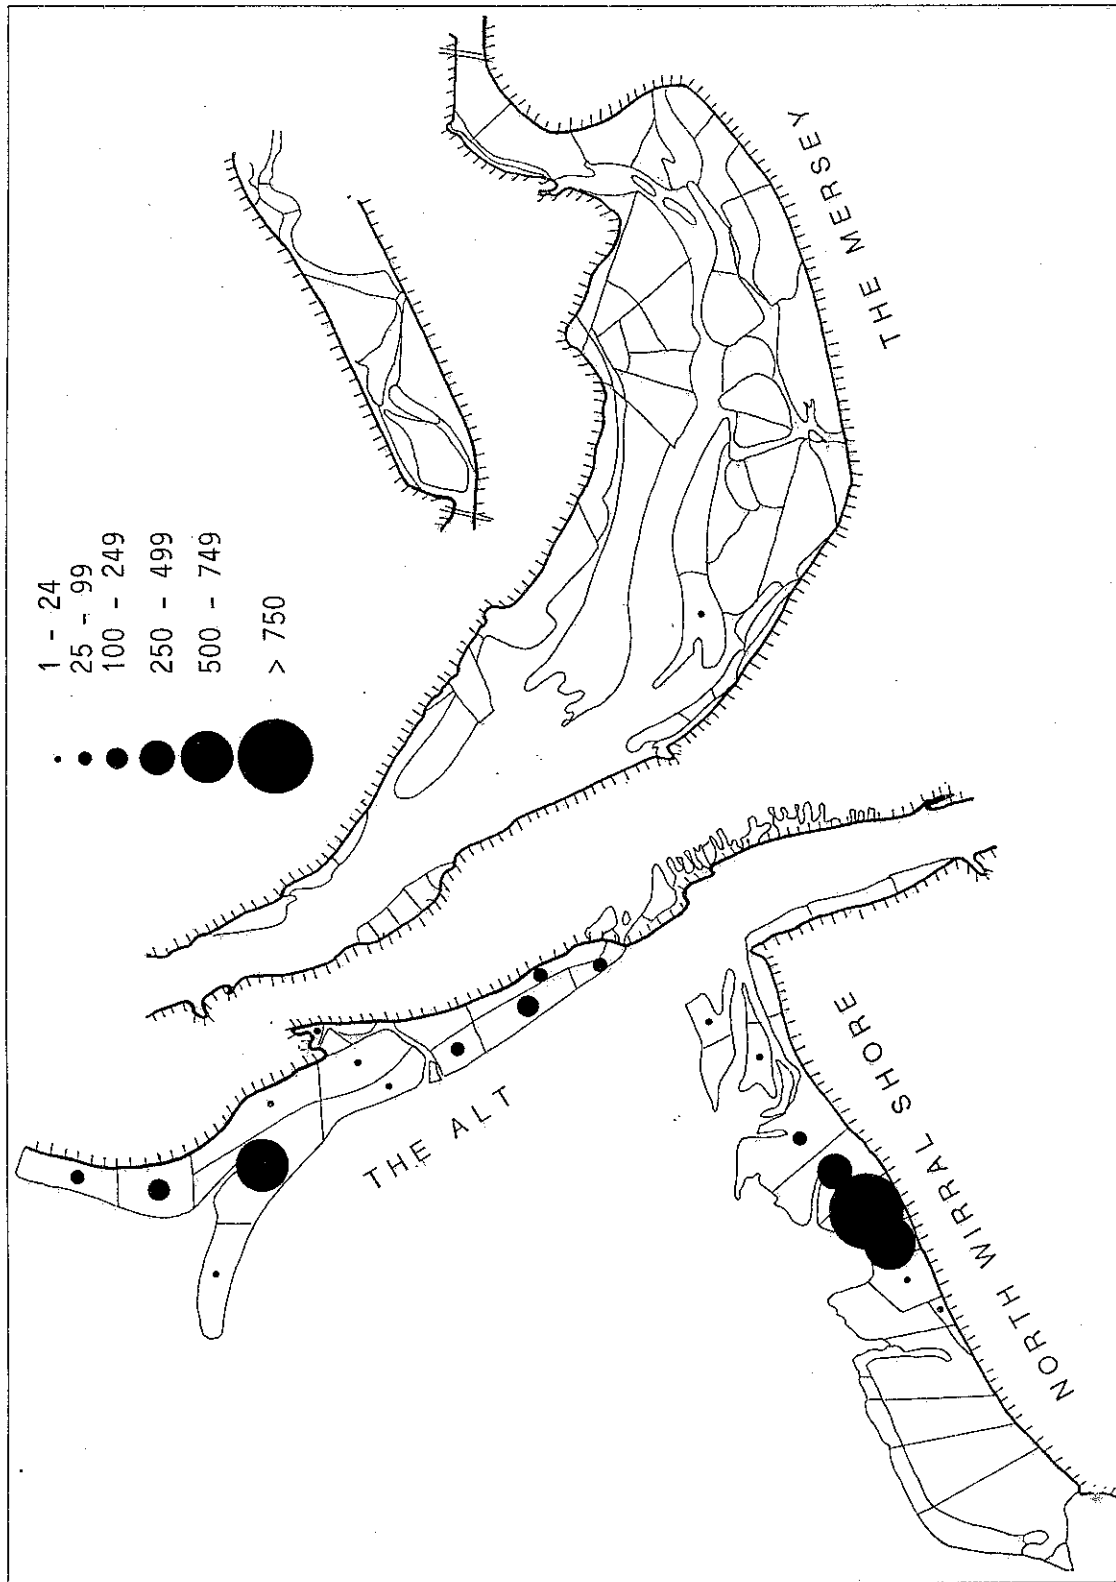 1 - 24
25 - 99
100 - 249
250 - 499
500 - 749
> 750
THE MERSEY
THE ALT
NORTH WIRRAL SHORE